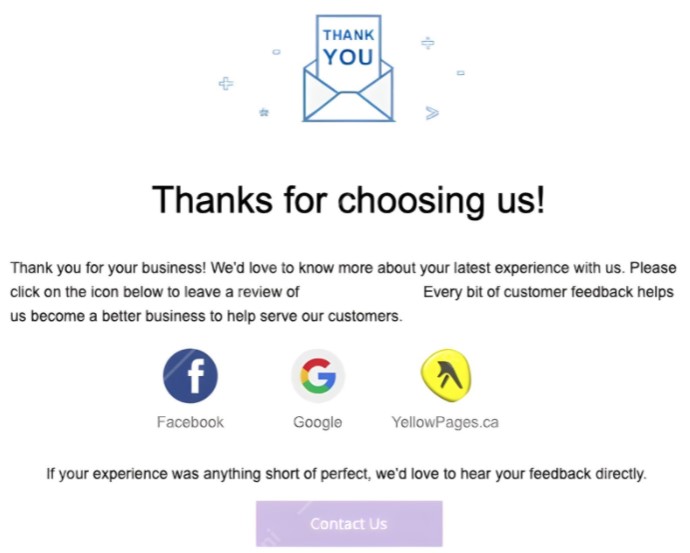 THANK
YOU
Thanks for choosing us!
Thank you for your business! We'd love to know more about your latest experience with us. Please
click on the icon below to leave a review of Every bit of customer feedback helps
us become a better business to help serve our customers.
Facebook
Google
YellowPages.ca
If your experience was anything short of perfect, we'd love to hear your feedback directly.
Contact Us